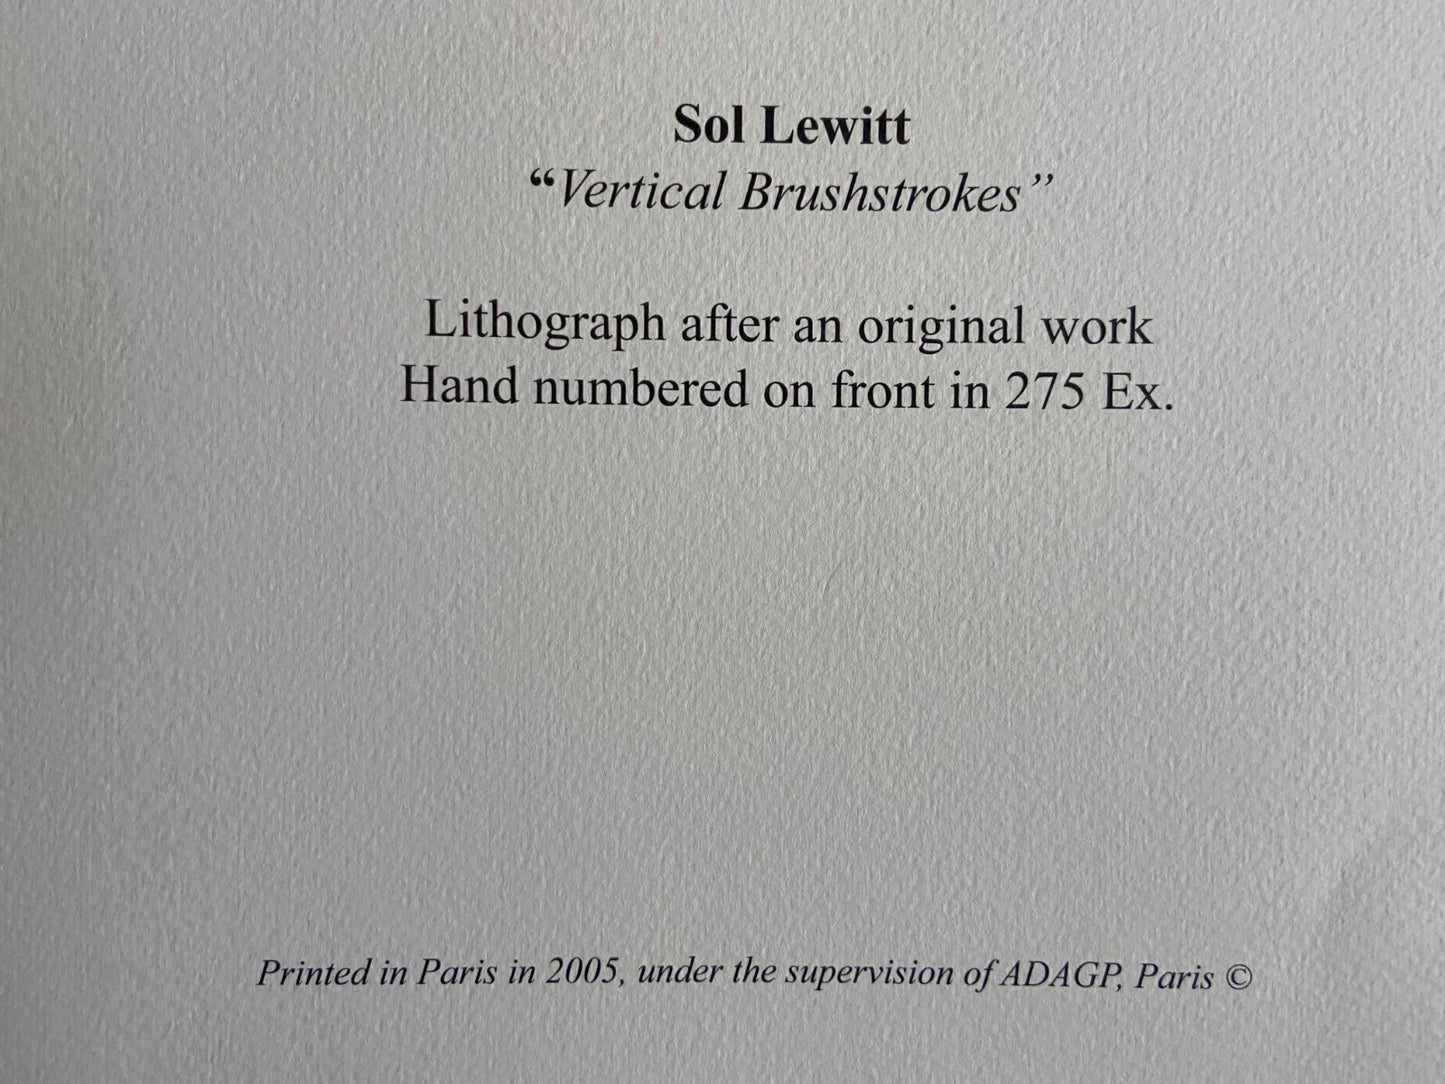 Sol Lewitt
“Vertical Brushstrokes”
Lithograph after an original work
Hand numbered on front in 275 Ex.
Printed in Paris in 2005, under the supervision of ADAGP, Paris ©